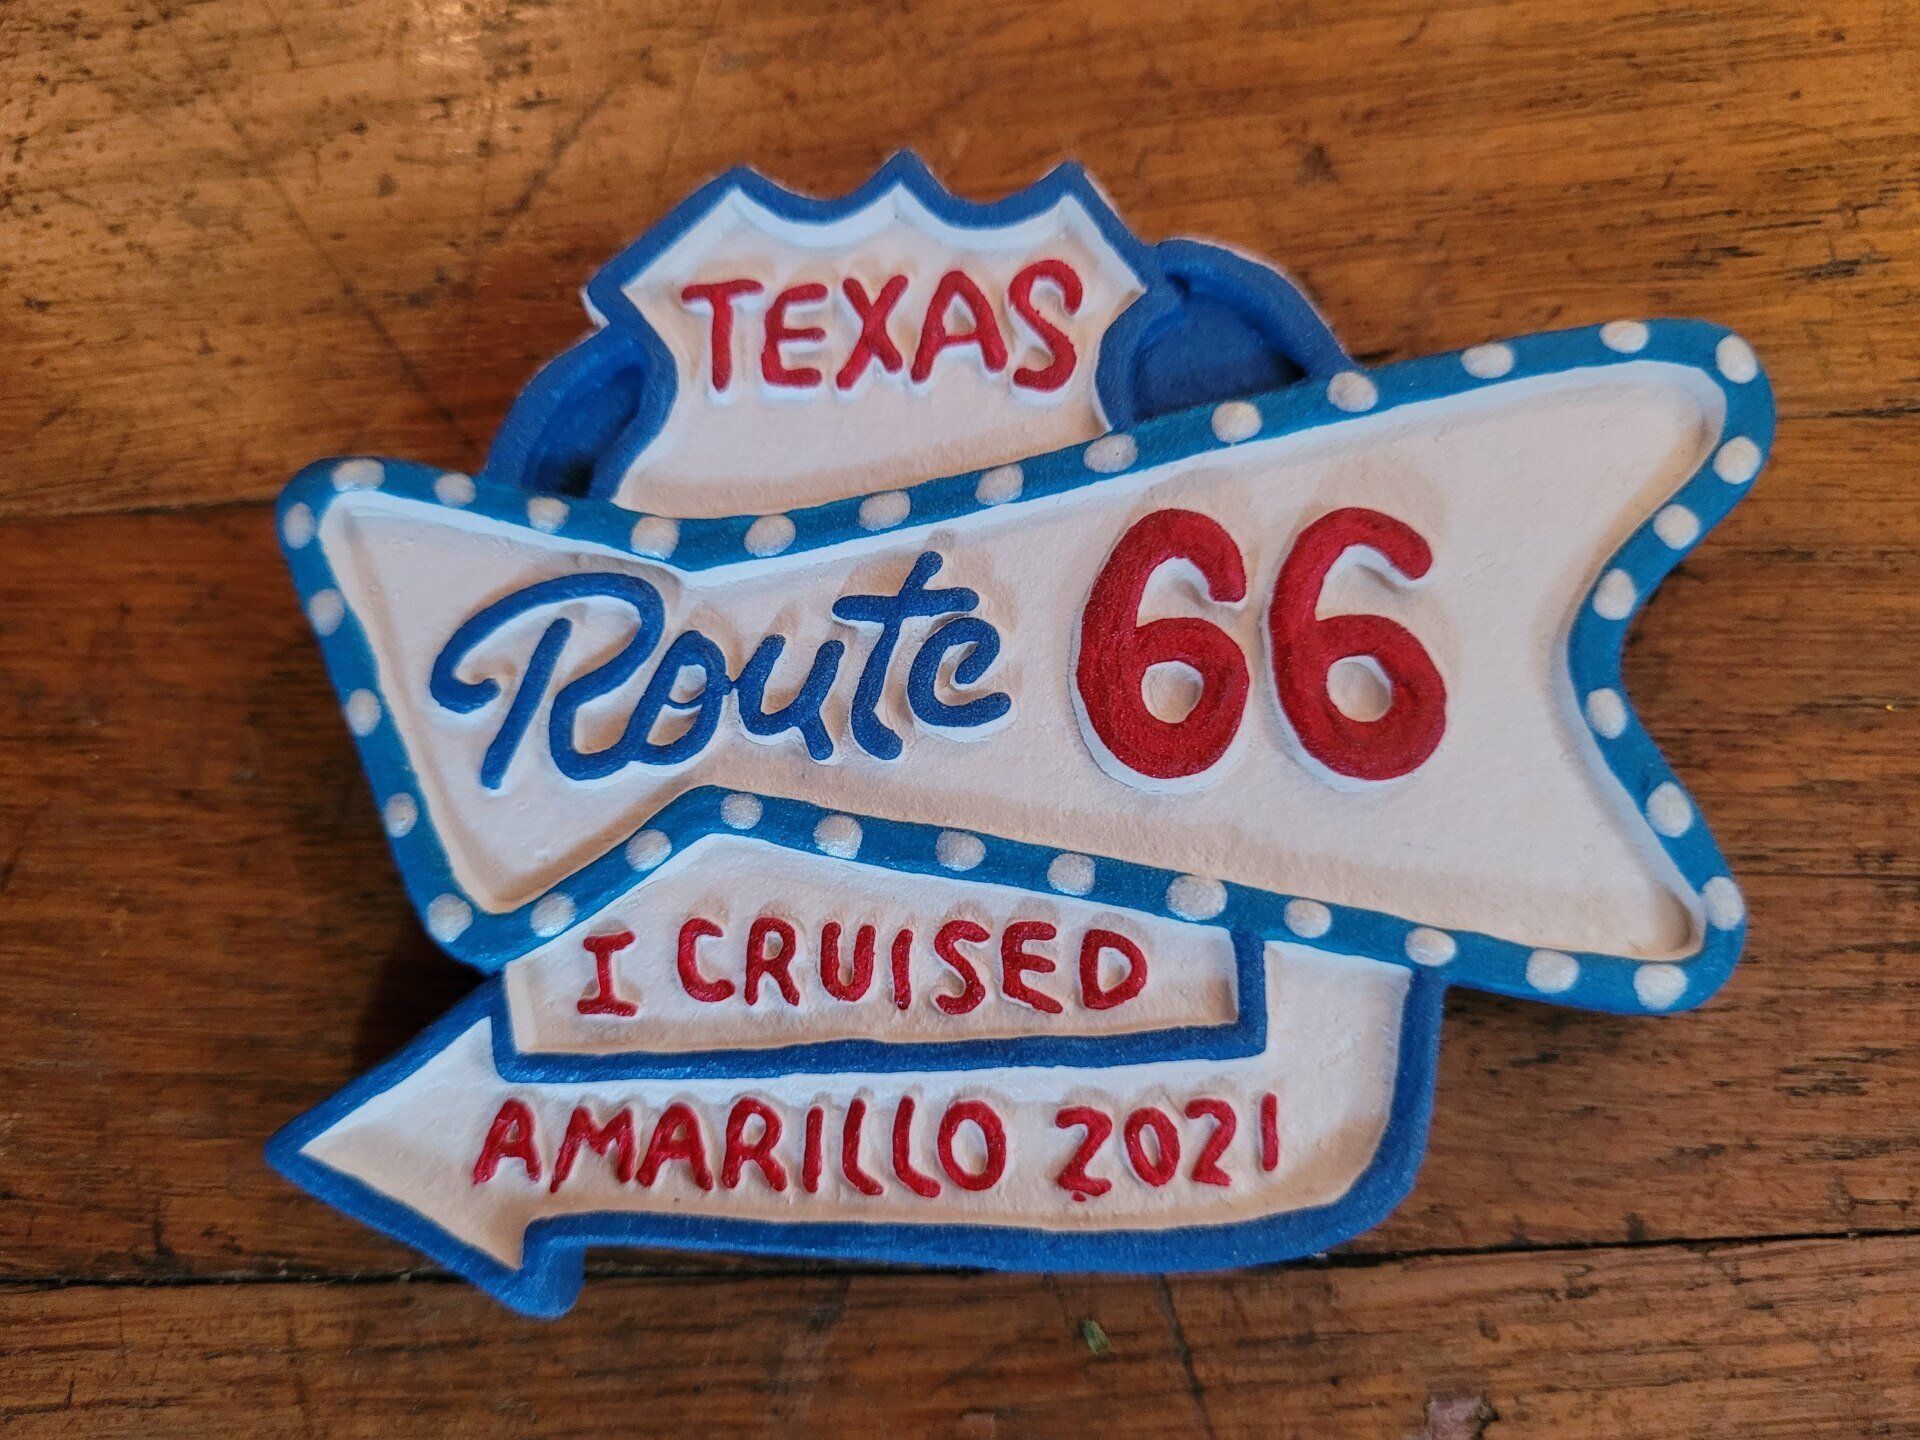 TEXAS
Route 66
I CRUISED
AMARILLO 2021